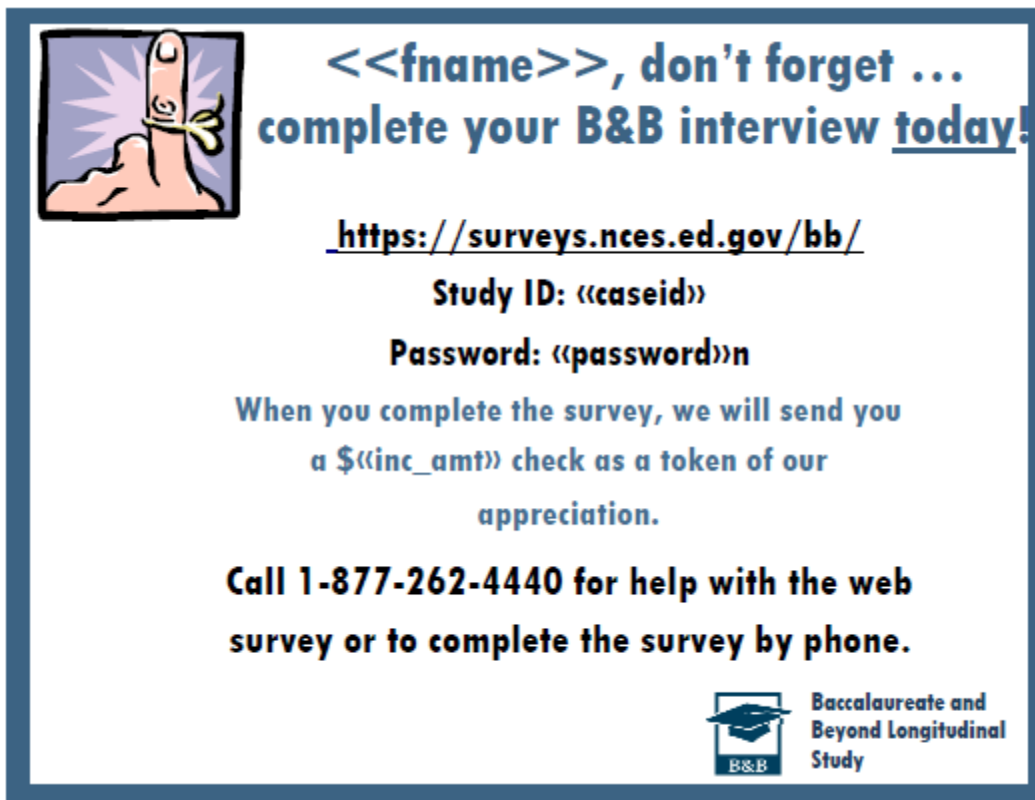 <<fname>>, don't forget ...
complete your B&B interview today!
https://surveys.nces.ed.gov/bb/
Study ID: «caseid»
Password: «password»n
When you complete the survey, we will send you
a $«inc_amt» check as a token of our
appreciation.
Call 1-877-262-4440 for help with the web
survey or to complete the survey by phone.
B&B
Baccalaureate and
Beyond Longitudinal
Study